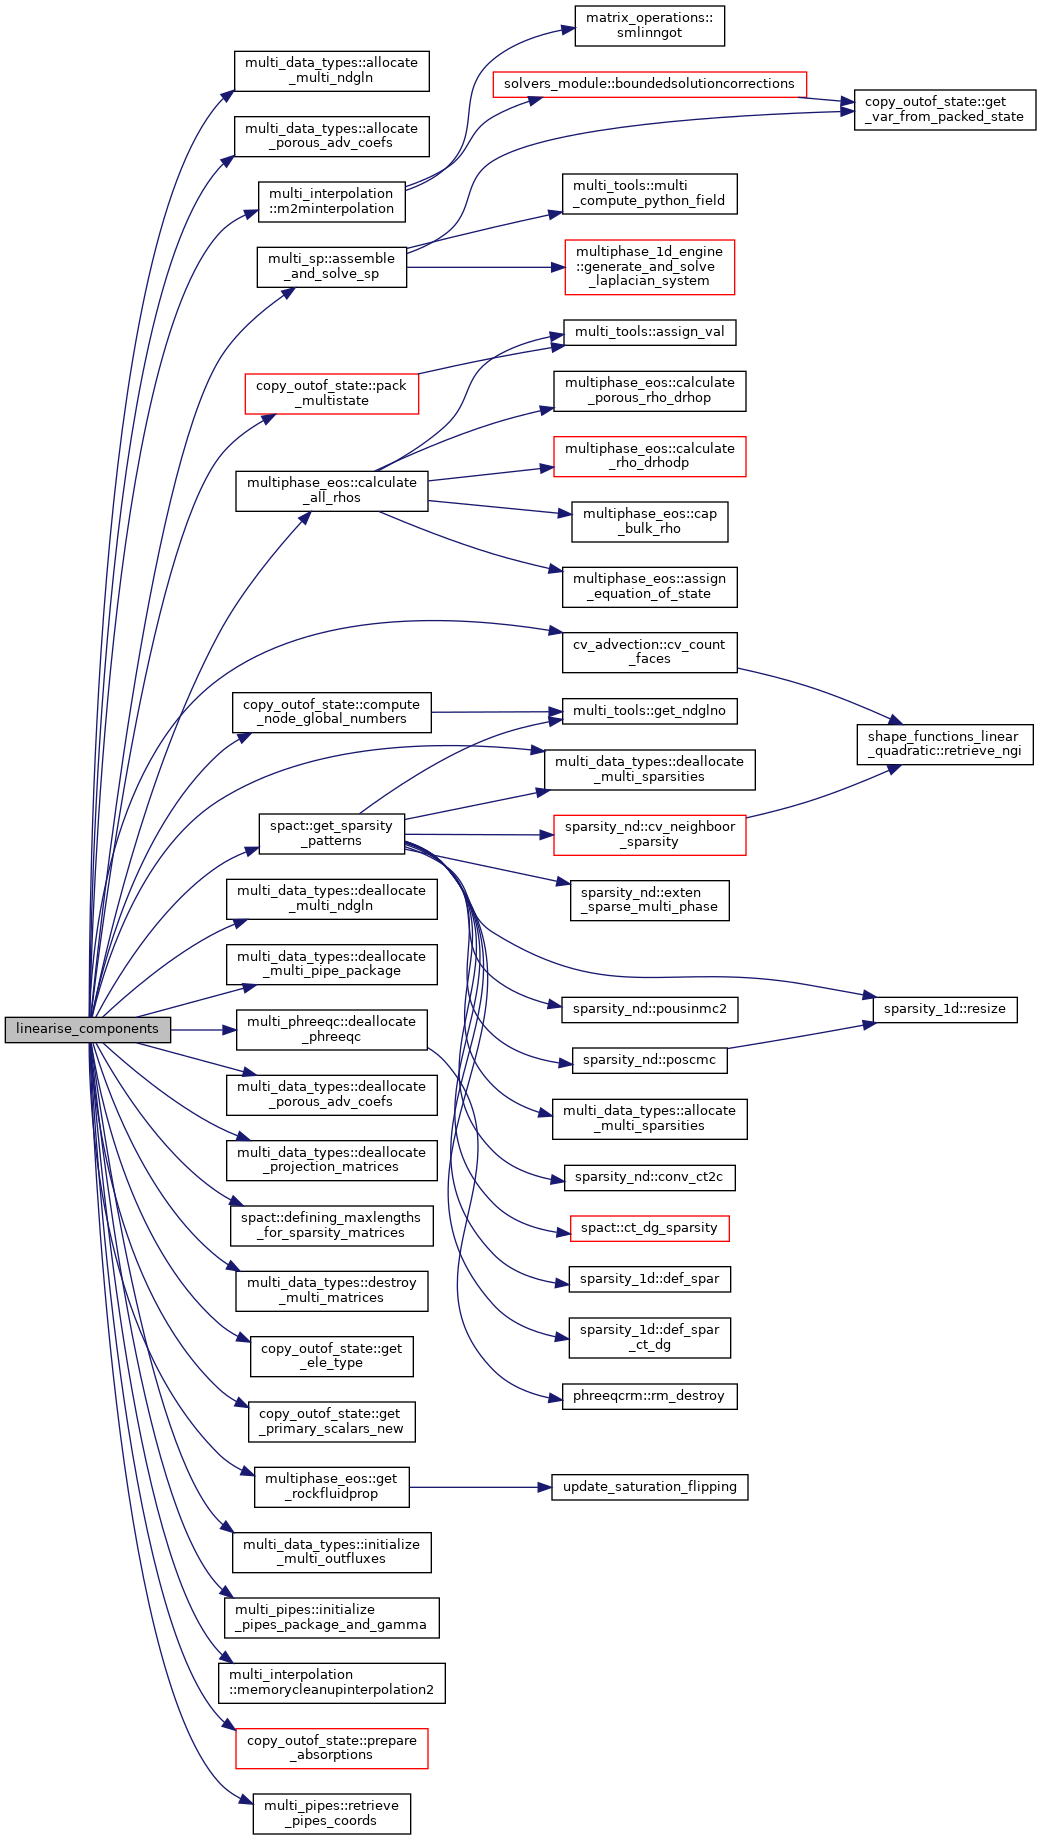 linearise_components
multi_data_types::allocate
_multi_ndgln
multi_data_types::allocate
_porous_adv_coefs
multi_interpolation
::m2minterpolation
multi_sp::assemble
_and_solve_sp
copy_outof_state::pack
_multistate
multiphase_eos::calculate
_all_rhos
copy_outof_state::compute
_node_global_numbers
spact::get_sparsity
_patterns
multi_data_types::deallocate
_multi_ndgln
multi_data_types::deallocate
_multi_pipe_package
multi_phreeqc::deallocate
_phreeqc
multi_data_types::deallocate
_porous_adv_coefs
multi_data_types::deallocate
_projection_matrices
spact::defining_maxlengths
_for_sparsity_matrices
multi_data_types::destroy
_multi_matrices
copy_outof_state::get
_ele_type
copy_outof_state::get
_primary_scalars_new
multiphase_eos::get
_rockfluidprop
multi_data_types::initialize
_multi_outfluxes
multi_pipes::initialize
_pipes_package_and_gamma
multi_interpolation
::memorycleanupinterpolation2
copy_outof_state::prepare
_absorptions
multi_pipes::retrieve
_pipes_coords
matrix_operations::
smlinngot
solvers_module::boundedsolutioncorrections
multi_tools::multi
_compute_python_field
multiphase_1d_engine
::generate_and_solve
_laplacian_system
multi_tools::assign_val
multiphase_eos::calculate
_porous_rho_drhop
multiphase_eos::calculate
_rho_drhodp
multiphase_eos::cap
_bulk_rho
multiphase_eos::assign
_equation_of_state
cv_advection::cv_count
_faces
multi_tools::get_ndglno
multi_data_types::deallocate
_multi_sparsities
sparsity_nd::cv_neighboor
_sparsity
sparsity_nd::exten
_sparse_multi_phase
sparsity_nd::pousinmc2
sparsity_nd::poscmc
multi_data_types::allocate
_multi_sparsities
sparsity_nd::conv_ct2c
spact::ct_dg_sparsity
sparsity_1d::def_spar
sparsity_1d::def_spar
_ct_dg
phreeqcrm::rm_destroy
update_saturation_flipping
copy_outof_state::get
_var_from_packed_state
shape_functions_linear
_quadratic::retrieve_ngi
sparsity_1d::resize